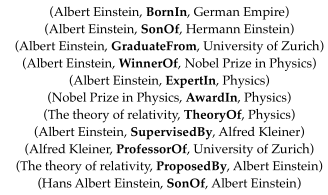 (Albert Einstein, BornIn, German Empire)
(Albert Einstein, SonOf, Hermann Einstein)
(Albert Einstein, GraduateFrom, University of Zurich)
(Albert Einstein, WinnerOf, Nobel Prize in Physics)
(Albert Einstein, ExpertIn, Physics)
(Nobel Prize in Physics, AwardIn, Physics)
(The theory of relativity, TheoryOf, Physics)
(Albert Einstein, SupervisedBy, Alfred Kleiner)
(Alfred Kleiner, ProfessorOf, University of Zurich)
(The theory of relativity, ProposedBy, Albert Einstein)
(Hans Albert Einstein, SonOf, Albert Einstein)